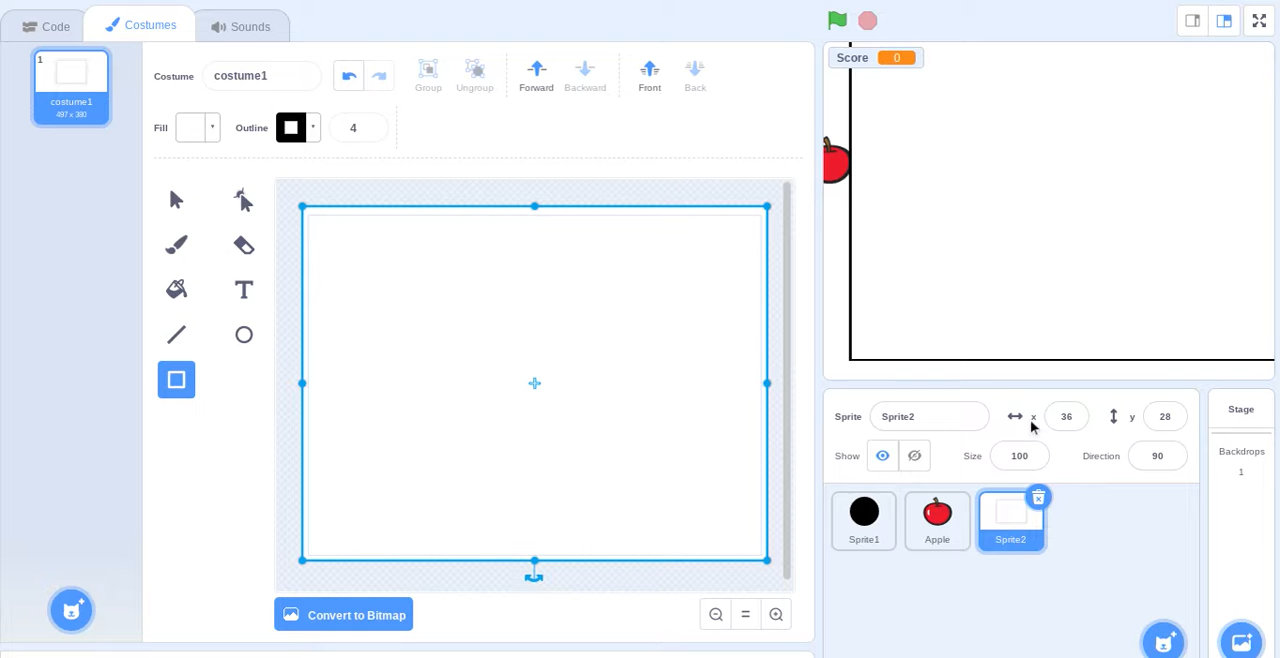 Code
Costumes
Sounds
1
costume1
497 x 380
Costume
costume1
Group
Ungroup
Forward
Backward
Front
Back
Fill
Outline
4
T
Convert to Bitmap
Score 0
Sprite
Sprite2
x
36
y
28
Show
Size
100
Direction
90
Sprite1
Apple
Sprite2
Stage
Backdrops
1